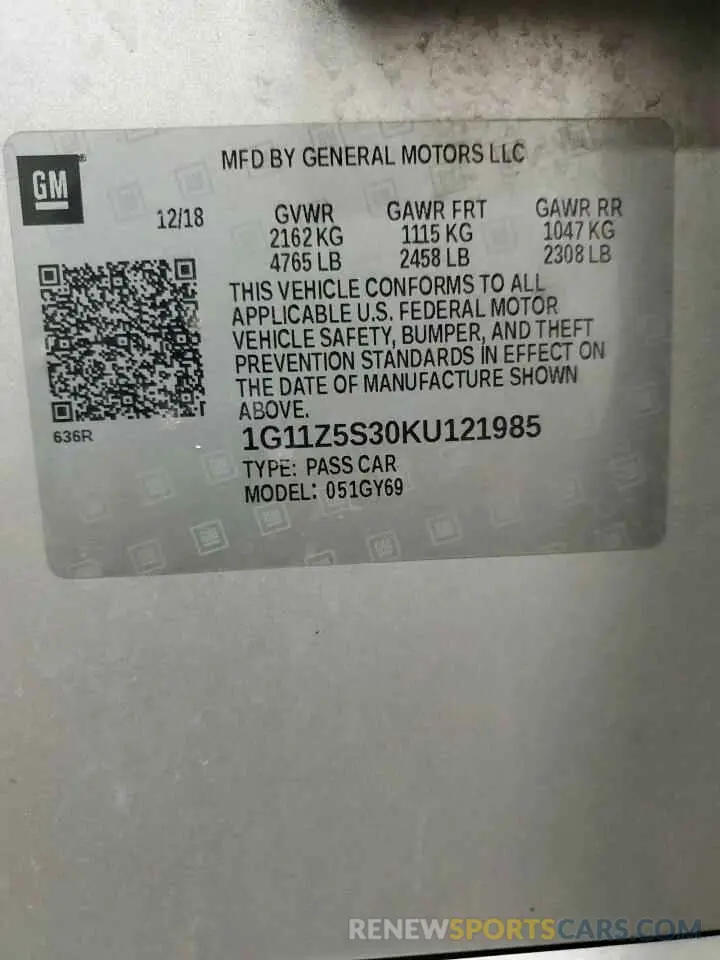 MFD BY GENERAL MOTORS LLC
GM
12/18 GVWR GAWR FRT GAWR RR
2162 KG 1115 KG 1047 KG
4765 LB 2458 LB 2308 LB
THIS VEHICLE CONFORMS TO ALL
APPLICABLE U.S. FEDERAL MOTOR
VEHICLE SAFETY, BUMPER, AND THEFT
PREVENTION STANDARDS IN EFFECT ON
THE DATE OF MANUFACTURE SHOWN
ABOVE.
636R
1G11Z5S30KU121985
TYPE: PASS CAR
MODEL: 051GY69
RENEWSPORTSCARS.COM